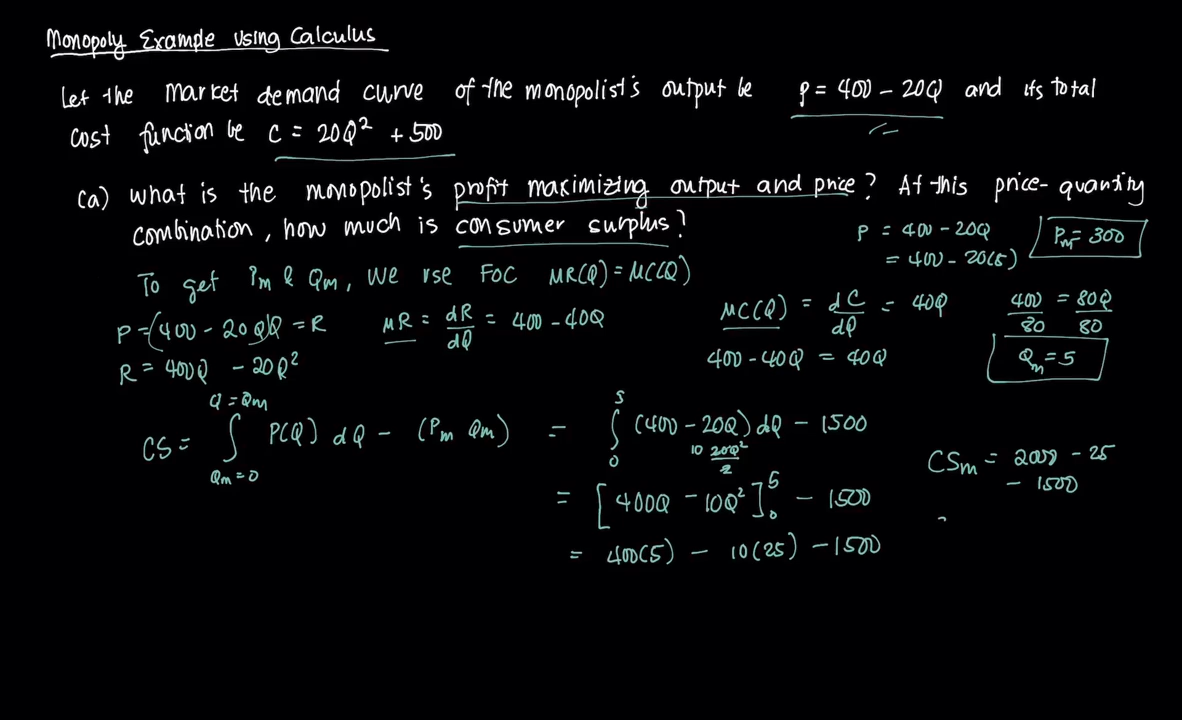 Monopoly Example using Calculus
Let the market demand curve of the monopolist's output be P = 400 - 20Q and its total
cost function be C = 20Q² + 500
(a) what is the monopolist's profit maximizing output and price? At this price-quantity
combination, how much is consumer surplus?
P = 400 - 20Q
= 400 - 20(5)
Pm = 300
To get Pm & Qm, we use FOC MR(Q) = MC(Q)
P = (400 - 20Q)Q = R
MR = dR/dQ = 400 - 40Q
MC(Q) = dC/dQ = 40Q
400/80 = 80Q/80
R = 400Q - 20Q²
400 - 40Q = 40Q
Qm = 5
CS = ∫_{Qm=0}^{Q=Qm} P(Q) dQ - (Pm Qm) = ∫_0^5 (400 - 20Q) dQ - 1500
10 20Q²/2
CSm = 2000 - 25
- 1500
= [400Q - 10Q²]_0^5 - 1500
= 400(5) - 10(25) - 1500